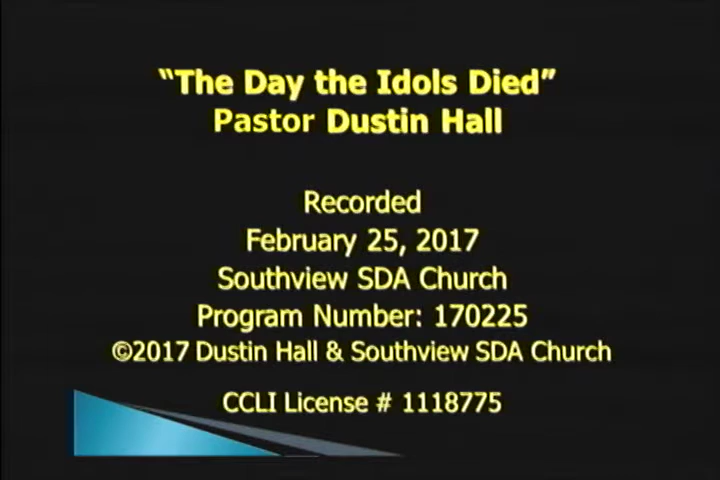 “The Day the Idols Died”
Pastor Dustin Hall
Recorded
February 25, 2017
Southview SDA Church
Program Number: 170225
©2017 Dustin Hall & Southview SDA Church
CCLI License # 1118775